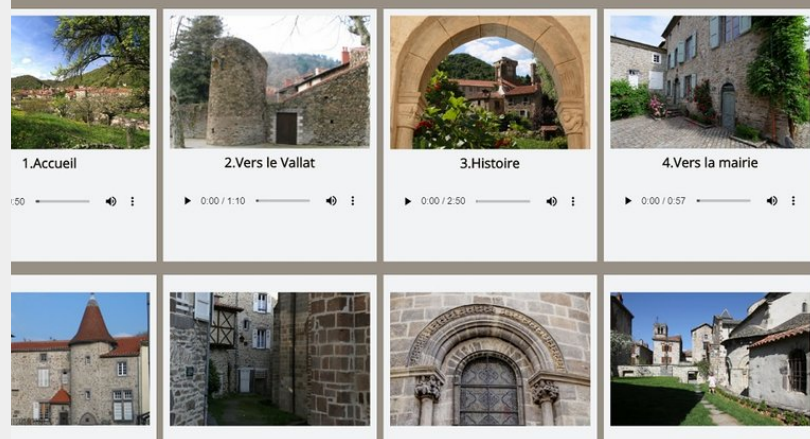 1.Accueil
2.Vers le Vallat
3.Histoire
4.Vers la mairie
:50
0:00 / 1:10
0:00 / 2:50
0:00 / 0:57